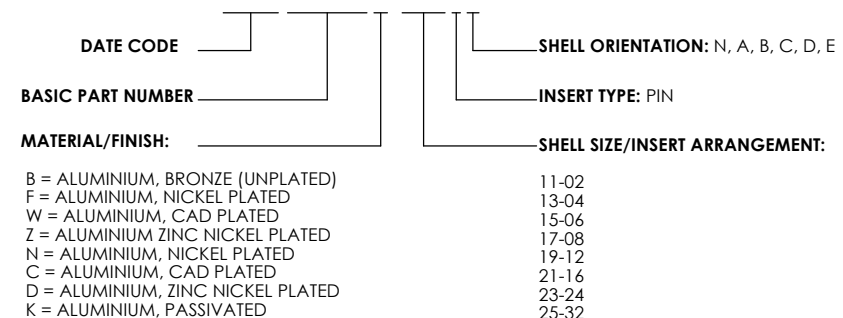 DATE CODE
SHELL ORIENTATION: N, A, B, C, D, E
BASIC PART NUMBER
INSERT TYPE: PIN
MATERIAL/FINISH:
SHELL SIZE/INSERT ARRANGEMENT:
B = ALUMINIUM, BRONZE (UNPLATED)
F = ALUMINIUM, NICKEL PLATED
W = ALUMINIUM, CAD PLATED
Z = ALUMINIUM ZINC NICKEL PLATED
N = ALUMINIUM, NICKEL PLATED
C = ALUMINIUM, CAD PLATED
D = ALUMINIUM, ZINC NICKEL PLATED
K = ALUMINIUM, PASSIVATED
11-02
13-04
15-06
17-08
19-12
21-16
23-24
25-32